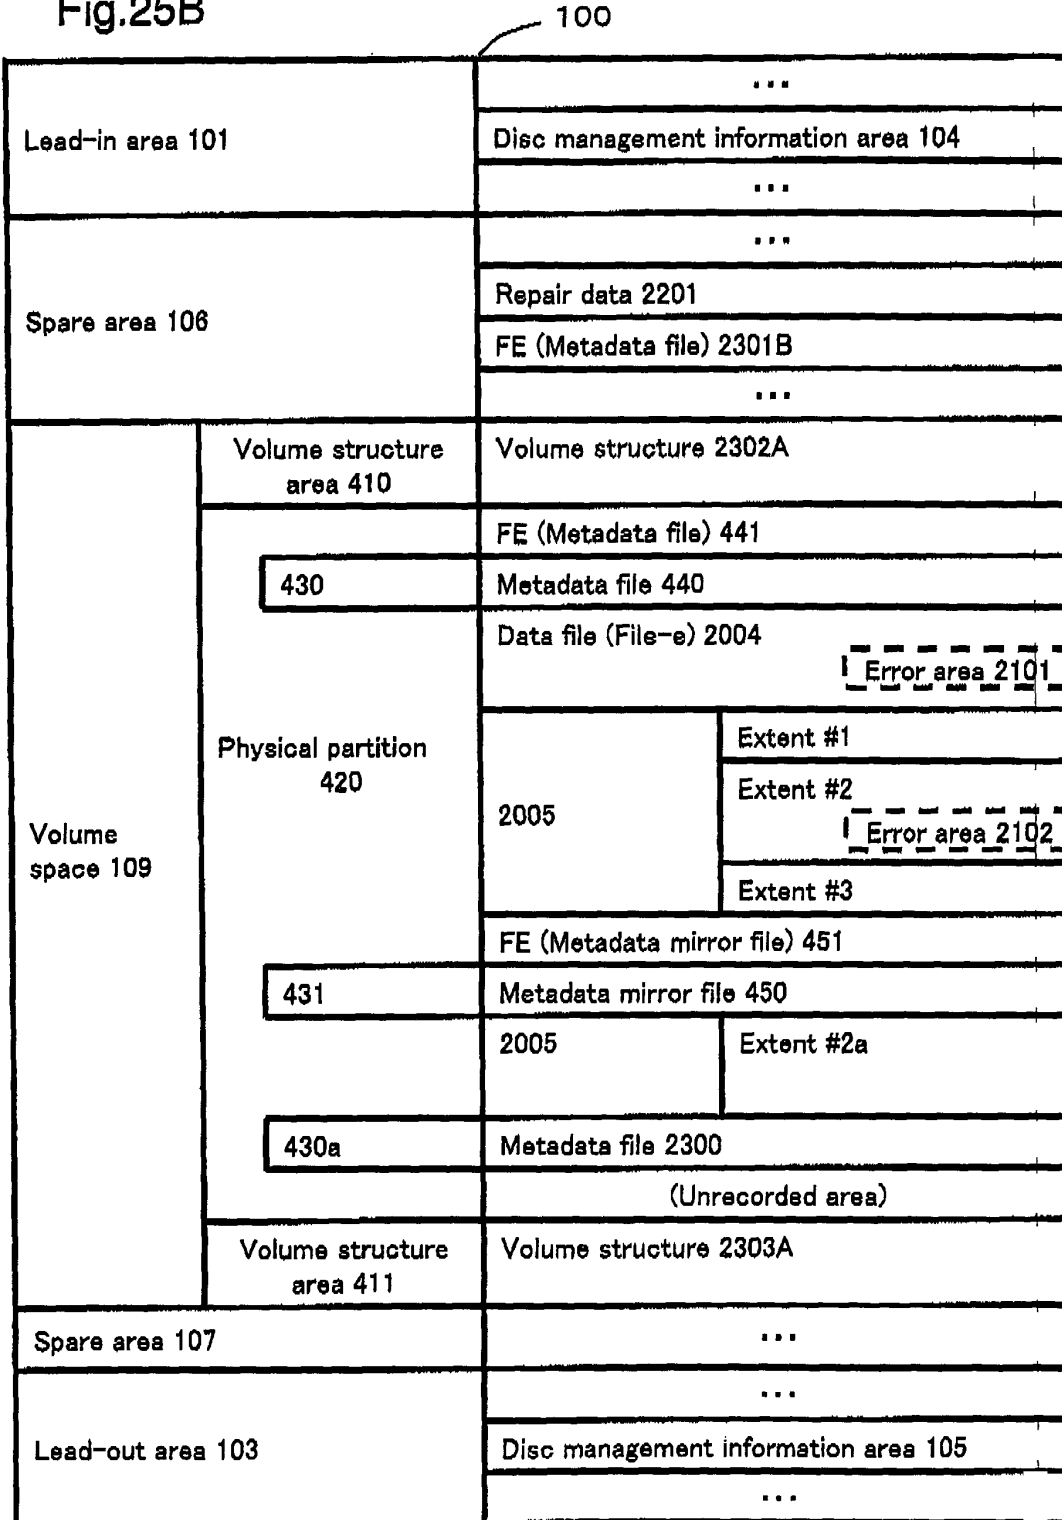 Fig.25B
100
...
Lead-in area 101
Disc management information area 104
...
...
Spare area 106
Repair data 2201
FE (Metadata file) 2301B
...
Volume structure
area 410
Volume structure 2302A
FE (Metadata file) 441
430
Metadata file 440
Data file (File-e) 2004
Error area 2101
Physical partition
420
2005
Extent #1
Extent #2
Error area 2102
Extent #3
Volume
space 109
FE (Metadata mirror file) 451
431
Metadata mirror file 450
2005
Extent #2a
430a
Metadata file 2300
(Unrecorded area)
Volume structure
area 411
Volume structure 2303A
Spare area 107
...
...
Lead-out area 103
Disc management information area 105
...